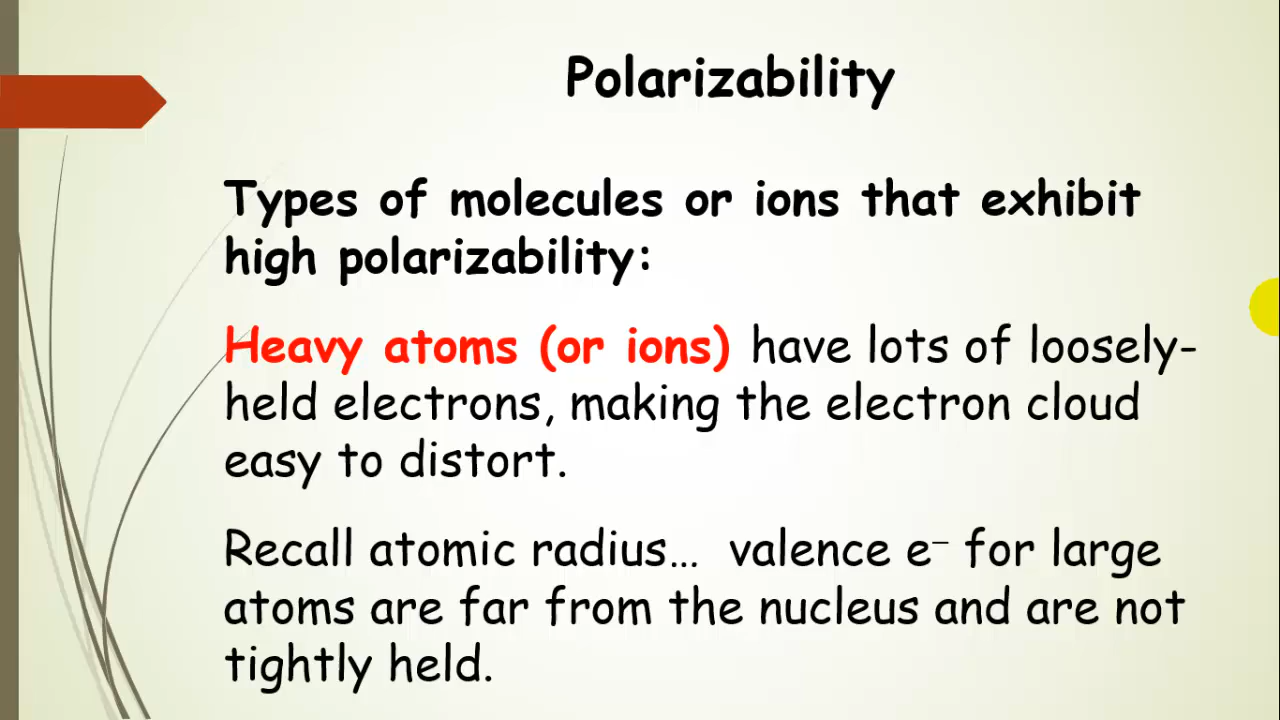 Polarizability
Types of molecules or ions that exhibit
high polarizability:
Heavy atoms (or ions) have lots of loosely-
held electrons, making the electron cloud
easy to distort.
Recall atomic radius… valence e⁻ for large
atoms are far from the nucleus and are not
tightly held.